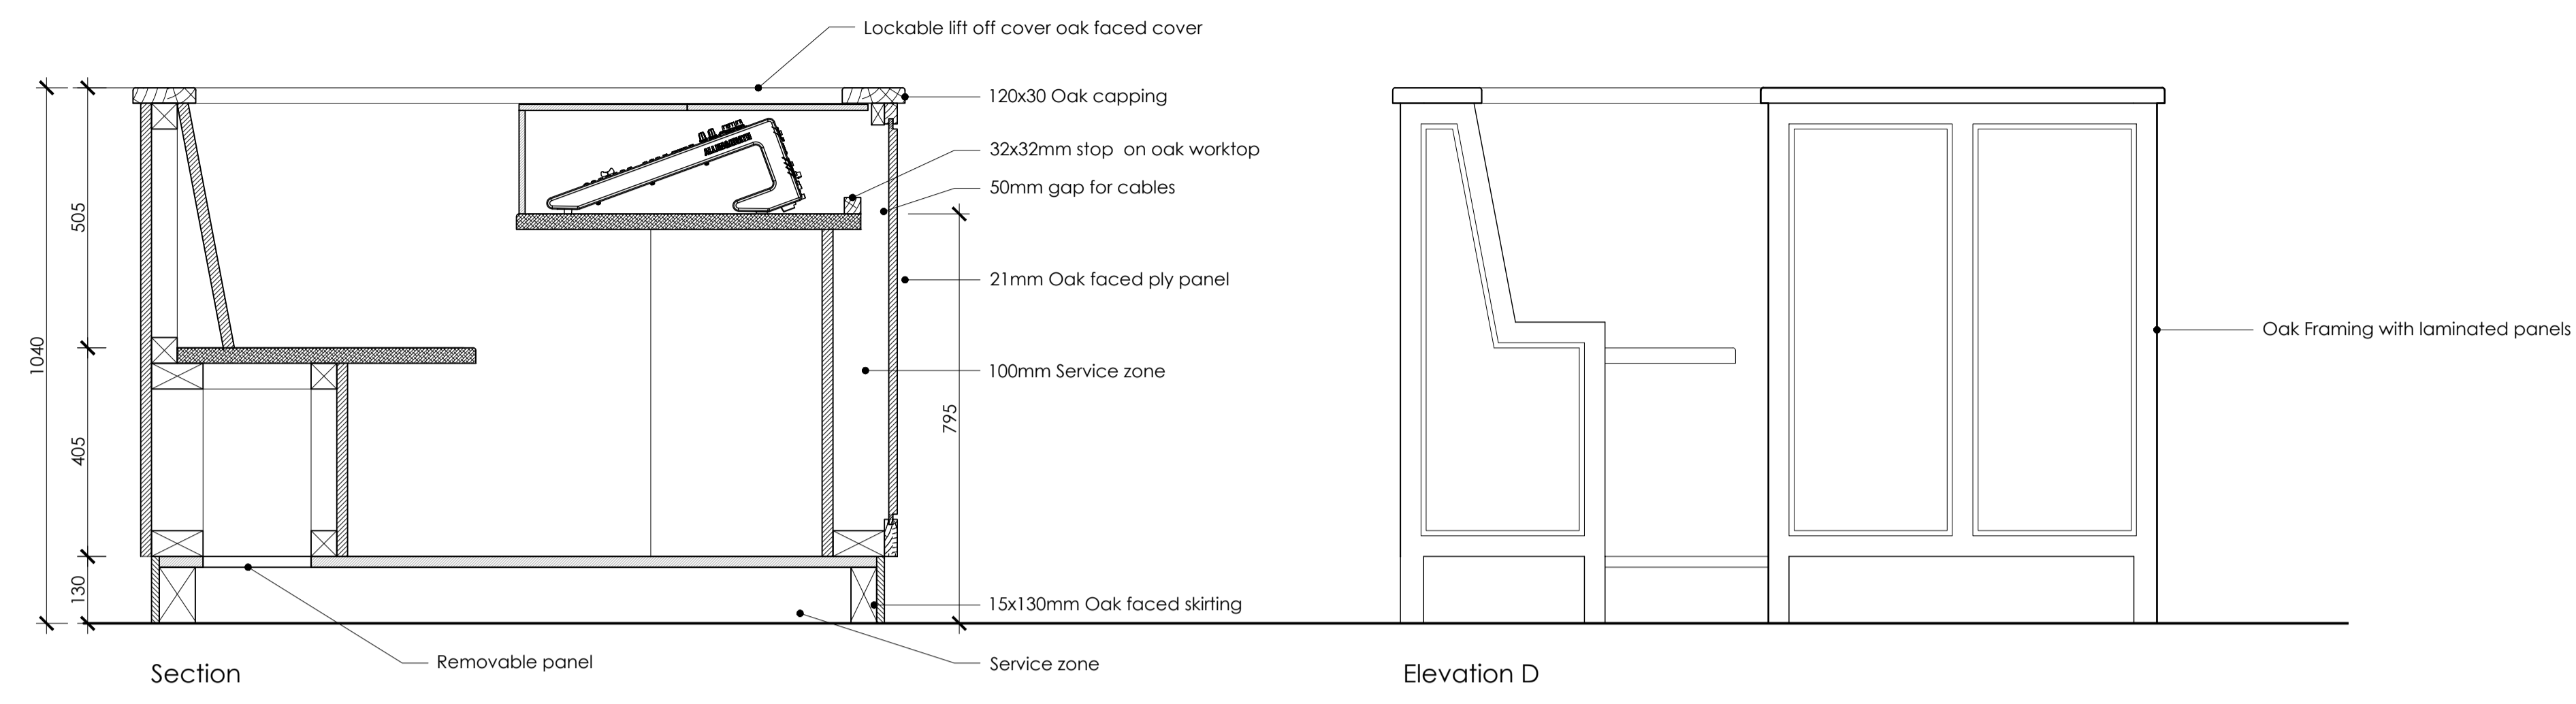 Lockable lift off cover oak faced cover
120x30 Oak capping
32x32mm stop on oak worktop
50mm gap for cables
21mm Oak faced ply panel
100mm Service zone
15x130mm Oak faced skirting
Service zone
Removable panel
1040
505
405
130
795
ALLEN&HEATH
Section
Oak Framing with laminated panels
Elevation D